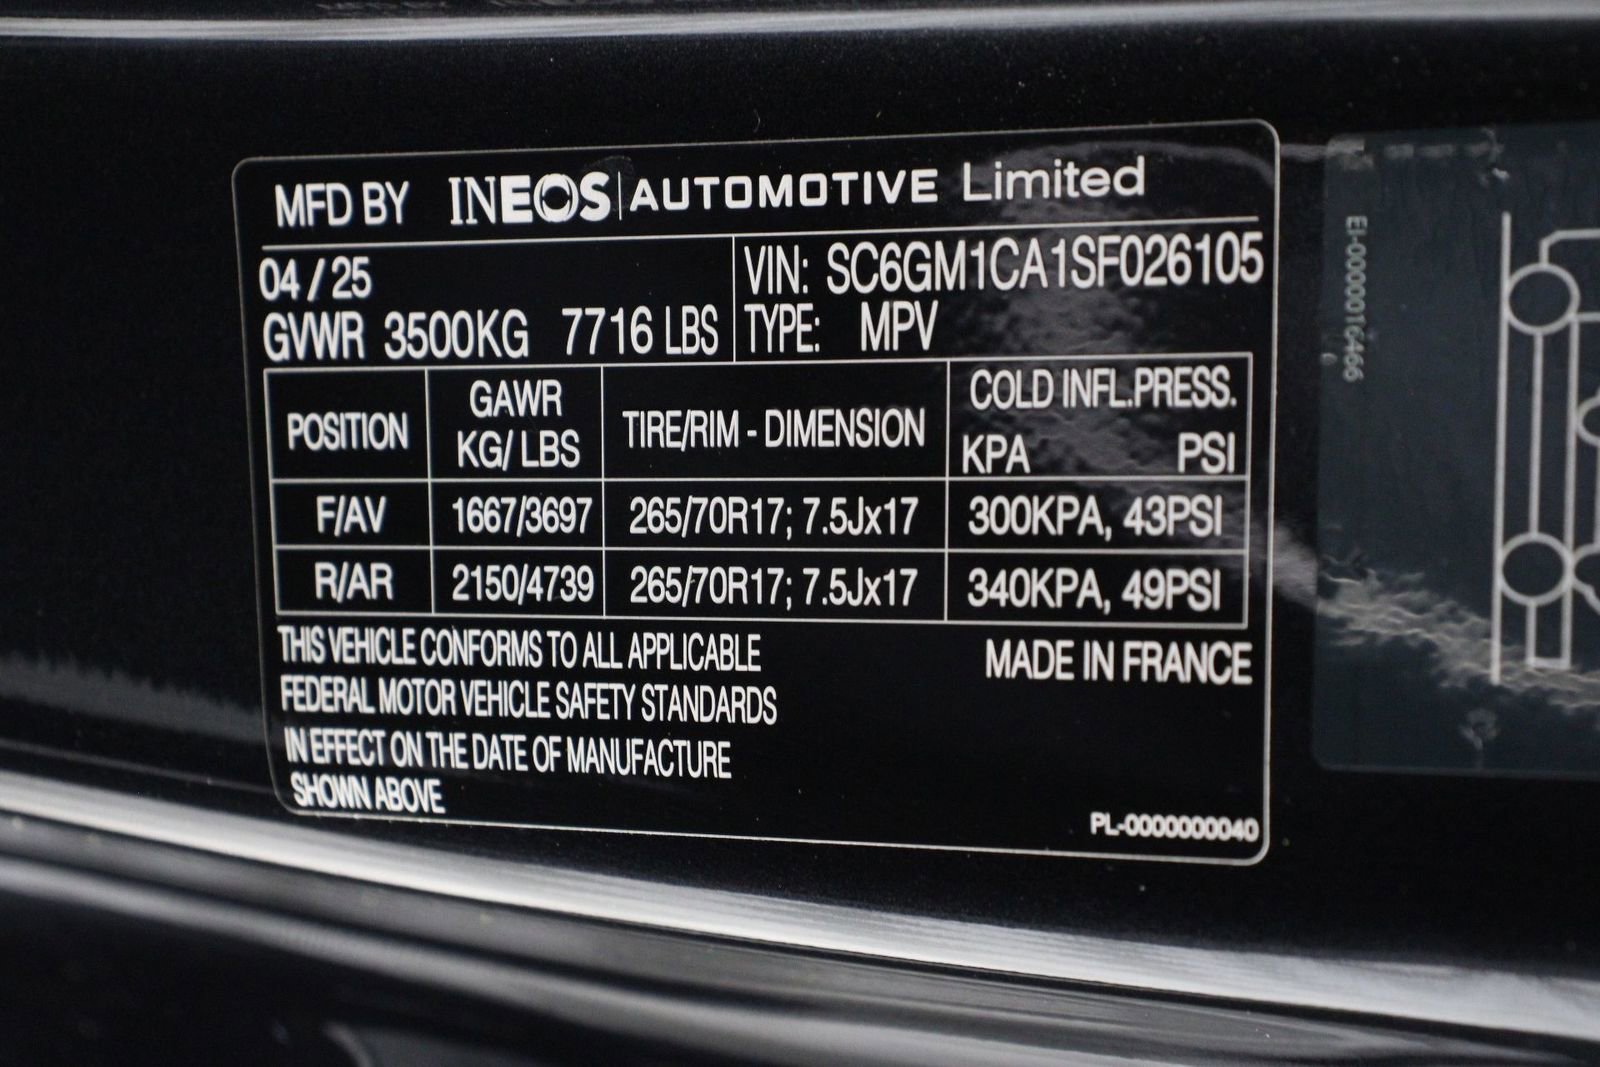 MFD BY INEOS AUTOMOTIVE Limited
04 / 25
GVWR 3500KG 7716 LBS
VIN: SC6GM1CA1SF026105
TYPE: MPV
POSITION GAWR KG/ LBS TIRE/RIM - DIMENSION COLD INFL.PRESS. KPA PSI
F/AV 1667/3697 265/70R17; 7.5Jx17 300KPA, 43PSI
R/AR 2150/4739 265/70R17; 7.5Jx17 340KPA, 49PSI
THIS VEHICLE CONFORMS TO ALL APPLICABLE
FEDERAL MOTOR VEHICLE SAFETY STANDARDS
IN EFFECT ON THE DATE OF MANUFACTURE
SHOWN ABOVE
MADE IN FRANCE
PL-0000000040
EI-0000016466